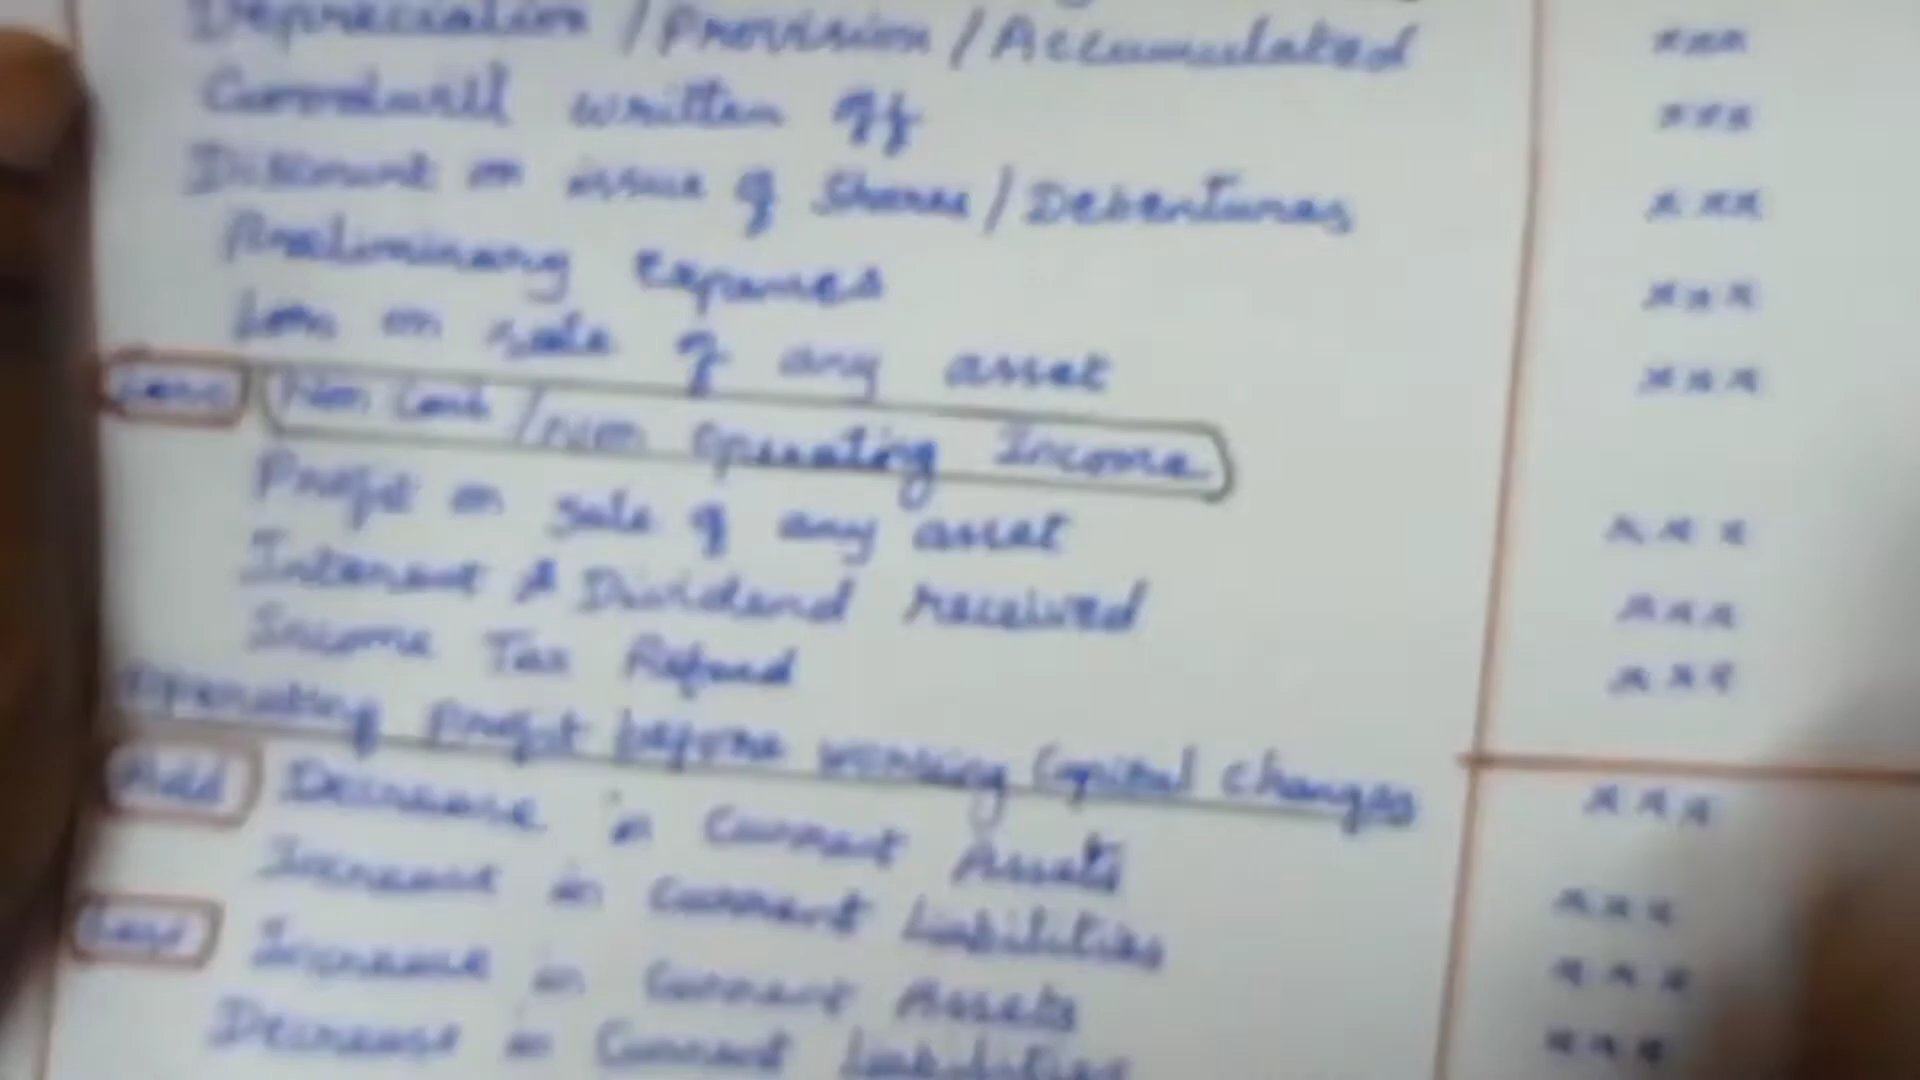 Depreciation / Provision / Accumulated xxx
Goodwill written off xxx
Discount on issue of Shares / Debentures xxx
Preliminary expenses xxx
Loss on sale of any asset xxx
Less Non Cash / Non Operating Income
Profit on sale of any asset xxx
Interest & Dividend received xxx
Income Tax Refund xxx
Operating profit before working Capital changes xxx
Add Decrease in Current Assets xxx
Increase in Current Liabilities xxx
Less Increase in Current Assets xxx
Decrease in Current Liabilities